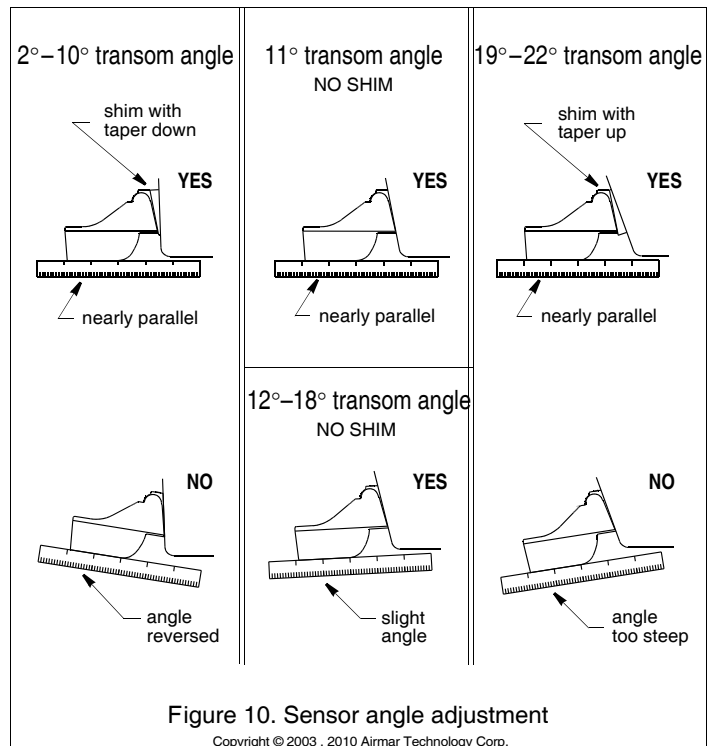 2°–10° transom angle
shim with
taper down
YES
nearly parallel
NO
angle
reversed
11° transom angle
NO SHIM
YES
nearly parallel
12°–18° transom angle
NO SHIM
YES
slight
angle
19°–22° transom angle
shim with
taper up
YES
nearly parallel
NO
angle
too steep
Figure 10. Sensor angle adjustment
Copyright © 2003 , 2010 Airmar Technology Corp.